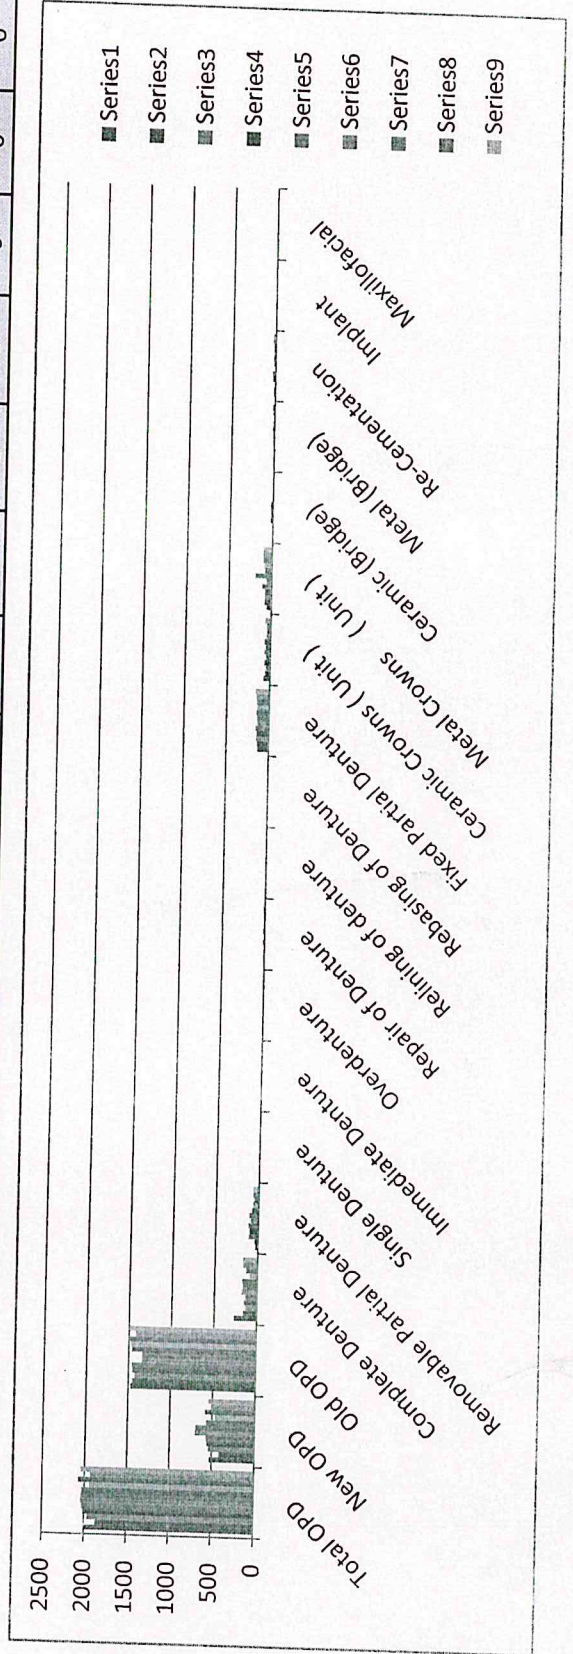 2500
2000
1500
1000
500
0
Total OPD
New OPD
Old OPD
Complete Denture
Removable Partial Denture
Single Denture
Immediate Denture
Overdenture
Repair of Denture
Relining of denture
Rebasing of Denture
Fixed Partial Denture
Ceramic Crowns ( Unit )
Metal Crowns ( Unit )
Ceramic (Bridge)
Metal (Bridge)
Re-Cementation
Implant
Maxillofacial
Series1
Series2
Series3
Series4
Series5
Series6
Series7
Series8
Series9